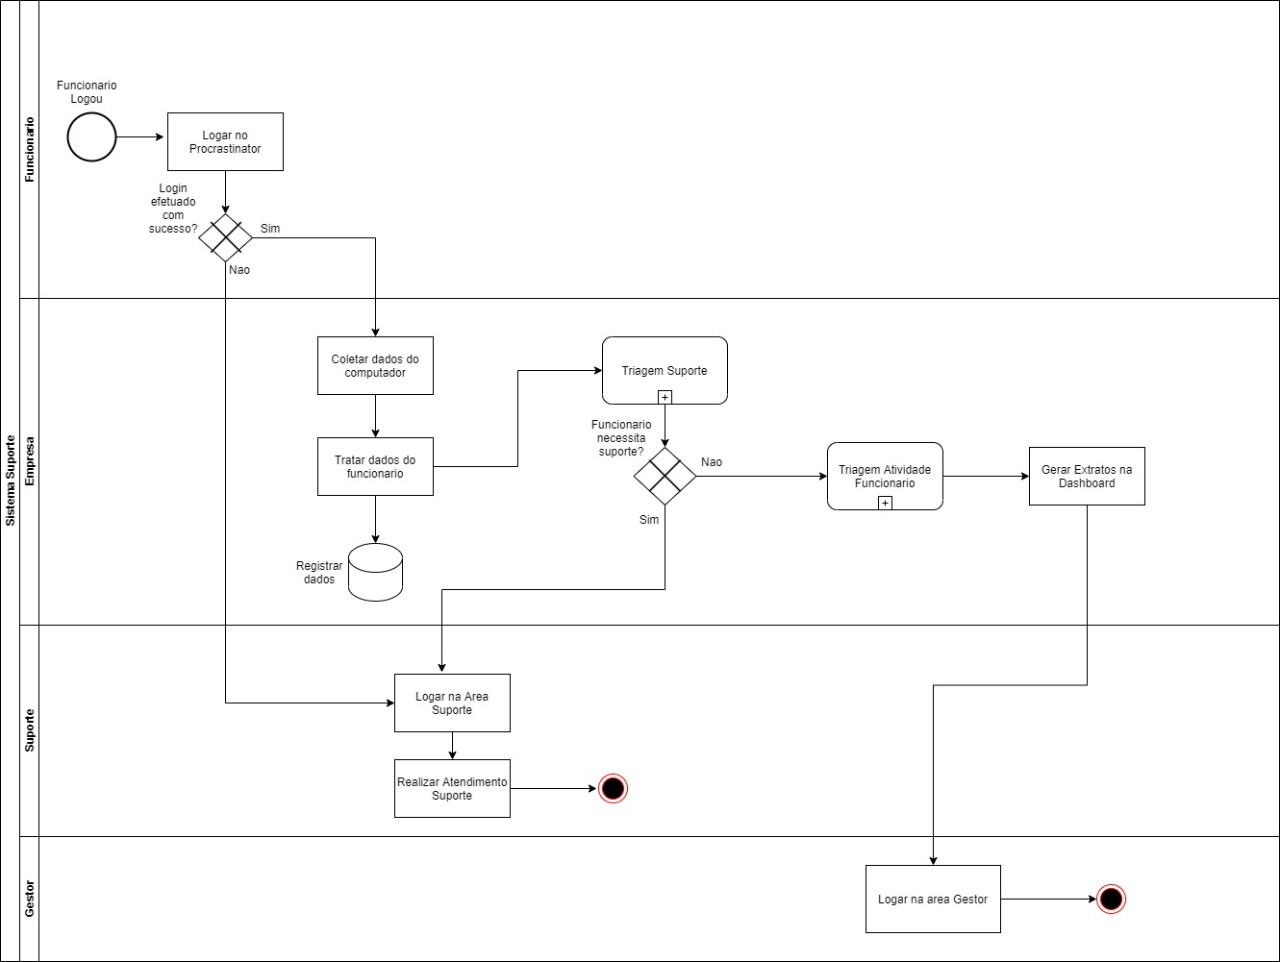 Sistema Suporte
Funcionario
Funcionario
Logou
Logar no
Procrastinator
Login
efetuado
com
sucesso?
Sim
Nao
Empresa
Coletar dados do
computador
Tratar dados do
funcionario
Registrar
dados
Triagem Suporte
+
Funcionario
necessita
suporte?
Nao
Sim
Triagem Atividade
Funcionario
+
Gerar Extratos na
Dashboard
Suporte
Logar na Area
Suporte
Realizar Atendimento
Suporte
Gestor
Logar na area Gestor